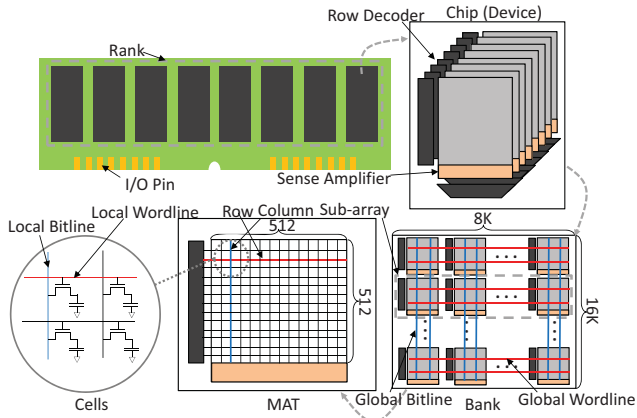 Rank
Row Decoder
Chip (Device)
I/O Pin
Sense Amplifier
Local Bitline
Local Wordline
Row Column
Sub-array
512
512
8K
16K
Cells
MAT
Global Bitline
Bank
Global Wordline